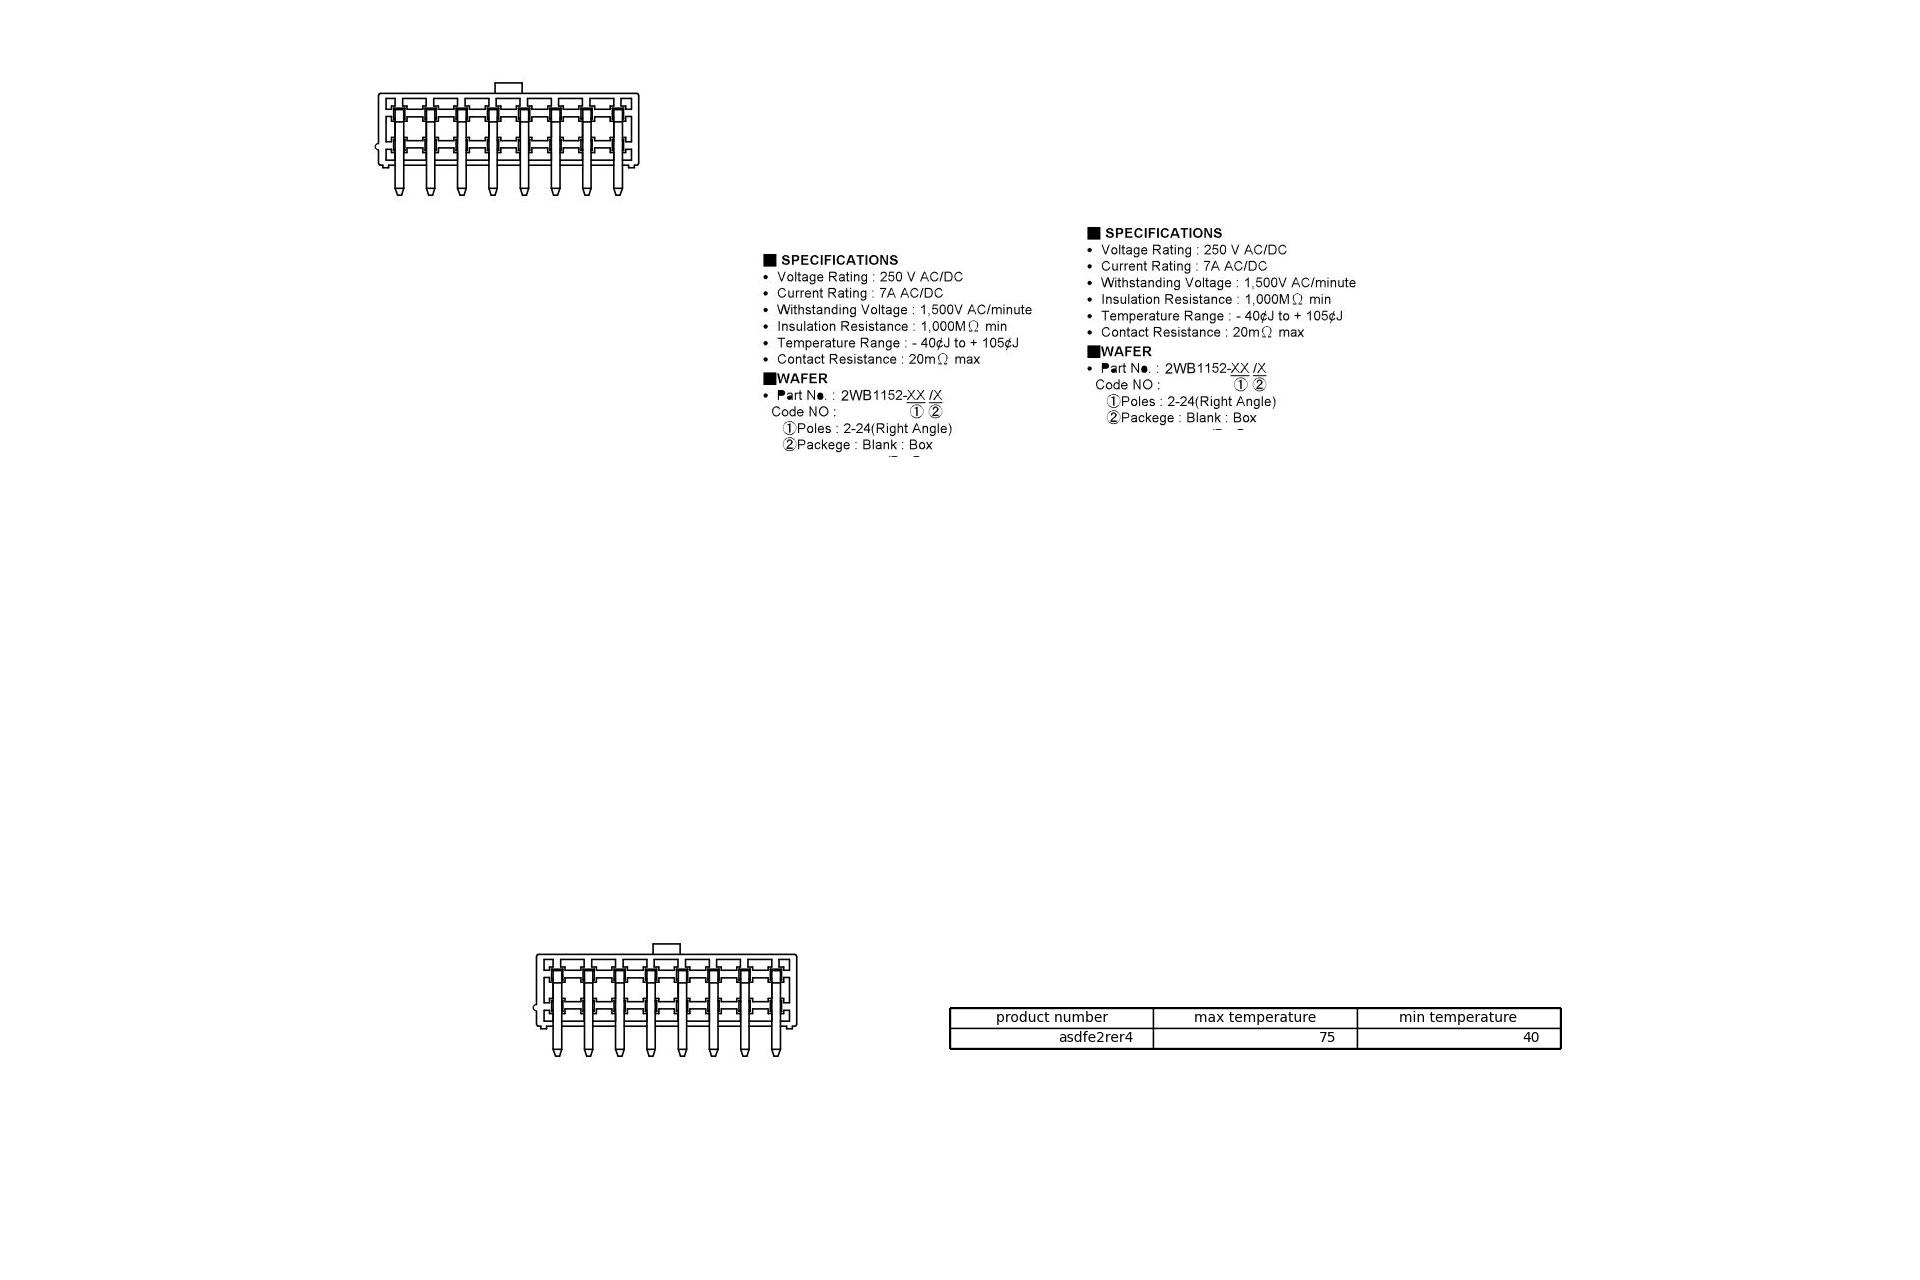 ■ SPECIFICATIONS
• Voltage Rating : 250 V AC/DC
• Current Rating : 7A AC/DC
• Withstanding Voltage : 1,500V AC/minute
• Insulation Resistance : 1,000MΩ min
• Temperature Range : - 40¢J to + 105¢J
• Contact Resistance : 20mΩ max
■WAFER
• Part No. : 2WB1152-XX /X
Code NO : ① ②
①Poles : 2-24(Right Angle)
②Packege : Blank : Box
■ SPECIFICATIONS
• Voltage Rating : 250 V AC/DC
• Current Rating : 7A AC/DC
• Withstanding Voltage : 1,500V AC/minute
• Insulation Resistance : 1,000MΩ min
• Temperature Range : - 40¢J to + 105¢J
• Contact Resistance : 20mΩ max
■WAFER
• Part No. : 2WB1152-XX /X
Code NO : ① ②
①Poles : 2-24(Right Angle)
②Packege : Blank : Box
product number max temperature min temperature
asdfe2rer4 75 40